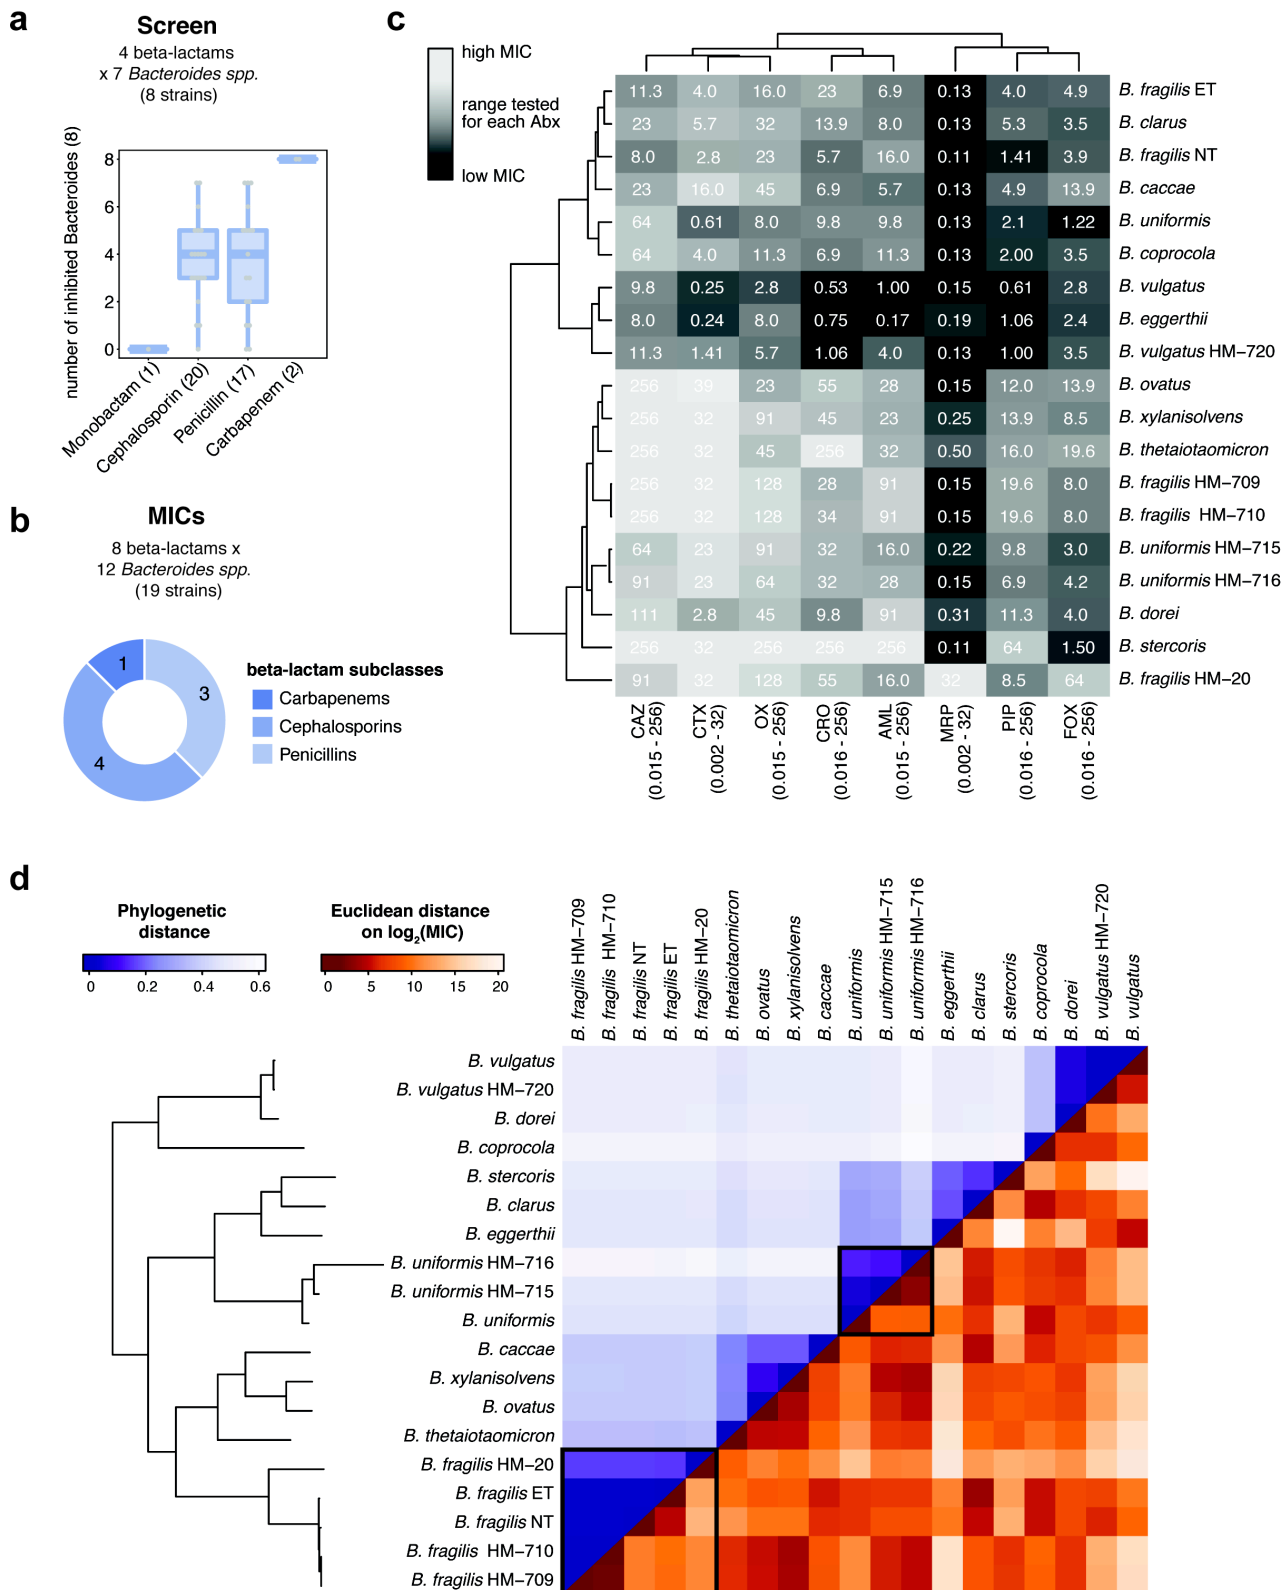 a
Screen
4 beta-lactams
x 7 Bacteroides spp.
(8 strains)
number of inhibited Bacteroides (8)
8
6
4
2
0
Monobactam (1)
Cephalosporin (20)
Penicillin (17)
Carbapenem (2)
b
MICs
8 beta-lactams x
12 Bacteroides spp.
(19 strains)
1
3
4
beta-lactam subclasses
Carbapenems
Cephalosporins
Penicillins
c
high MIC
range tested
for each Abx
low MIC
11.3 4.0 16.0 23 6.9 0.13 4.0 4.9 B. fragilis ET
23 5.7 32 13.9 8.0 0.13 5.3 3.5 B. clarus
8.0 2.8 23 5.7 16.0 0.11 1.41 3.9 B. fragilis NT
23 16.0 45 6.9 5.7 0.13 4.9 13.9 B. caccae
64 0.61 8.0 9.8 9.8 0.13 2.1 1.22 B. uniformis
64 4.0 11.3 6.9 11.3 0.13 2.00 3.5 B. coprocola
9.8 0.25 2.8 0.53 1.00 0.15 0.61 2.8 B. vulgatus
8.0 0.24 8.0 0.75 0.17 0.19 1.06 2.4 B. eggerthii
11.3 1.41 5.7 1.06 4.0 0.13 1.00 3.5 B. vulgatus HM−720
256 39 23 55 28 0.15 12.0 13.9 B. ovatus
256 32 91 45 23 0.25 13.9 8.5 B. xylanisolvens
256 32 45 256 32 0.50 16.0 19.6 B. thetaiotaomicron
256 32 128 28 91 0.15 19.6 8.0 B. fragilis HM−709
256 32 128 34 91 0.15 19.6 8.0 B. fragilis HM−710
64 23 91 32 16.0 0.22 9.8 3.0 B. uniformis HM−715
91 23 64 32 28 0.15 6.9 4.2 B. uniformis HM−716
111 2.8 45 9.8 91 0.31 11.3 4.0 B. dorei
256 32 256 256 256 0.11 64 1.50 B. stercoris
91 32 128 55 16.0 32 8.5 64 B. fragilis HM−20
CAZ
(0.015 - 256)
CTX
(0.002 - 32)
OX
(0.015 - 256)
CRO
(0.016 - 256)
AML
(0.015 - 256)
MRP
(0.002 - 32)
PIP
(0.016 - 256)
FOX
(0.016 - 256)
d
Phylogenetic
distance
0 0.2 0.4 0.6
Euclidean distance
on log2(MIC)
0 5 10 15 20
B. fragilis HM−709
B. fragilis HM−710
B. fragilis NT
B. fragilis ET
B. fragilis HM−20
B. thetaiotaomicron
B. ovatus
B. xylanisolvens
B. caccae
B. uniformis
B. uniformis HM−715
B. uniformis HM−716
B. eggerthii
B. clarus
B. stercoris
B. coprocola
B. dorei
B. vulgatus HM−720
B. vulgatus
B. vulgatus
B. vulgatus HM−720
B. dorei
B. coprocola
B. stercoris
B. clarus
B. eggerthii
B. uniformis HM−716
B. uniformis HM−715
B. uniformis
B. caccae
B. xylanisolvens
B. ovatus
B. thetaiotaomicron
B. fragilis HM−20
B. fragilis ET
B. fragilis NT
B. fragilis HM−710
B. fragilis HM−709